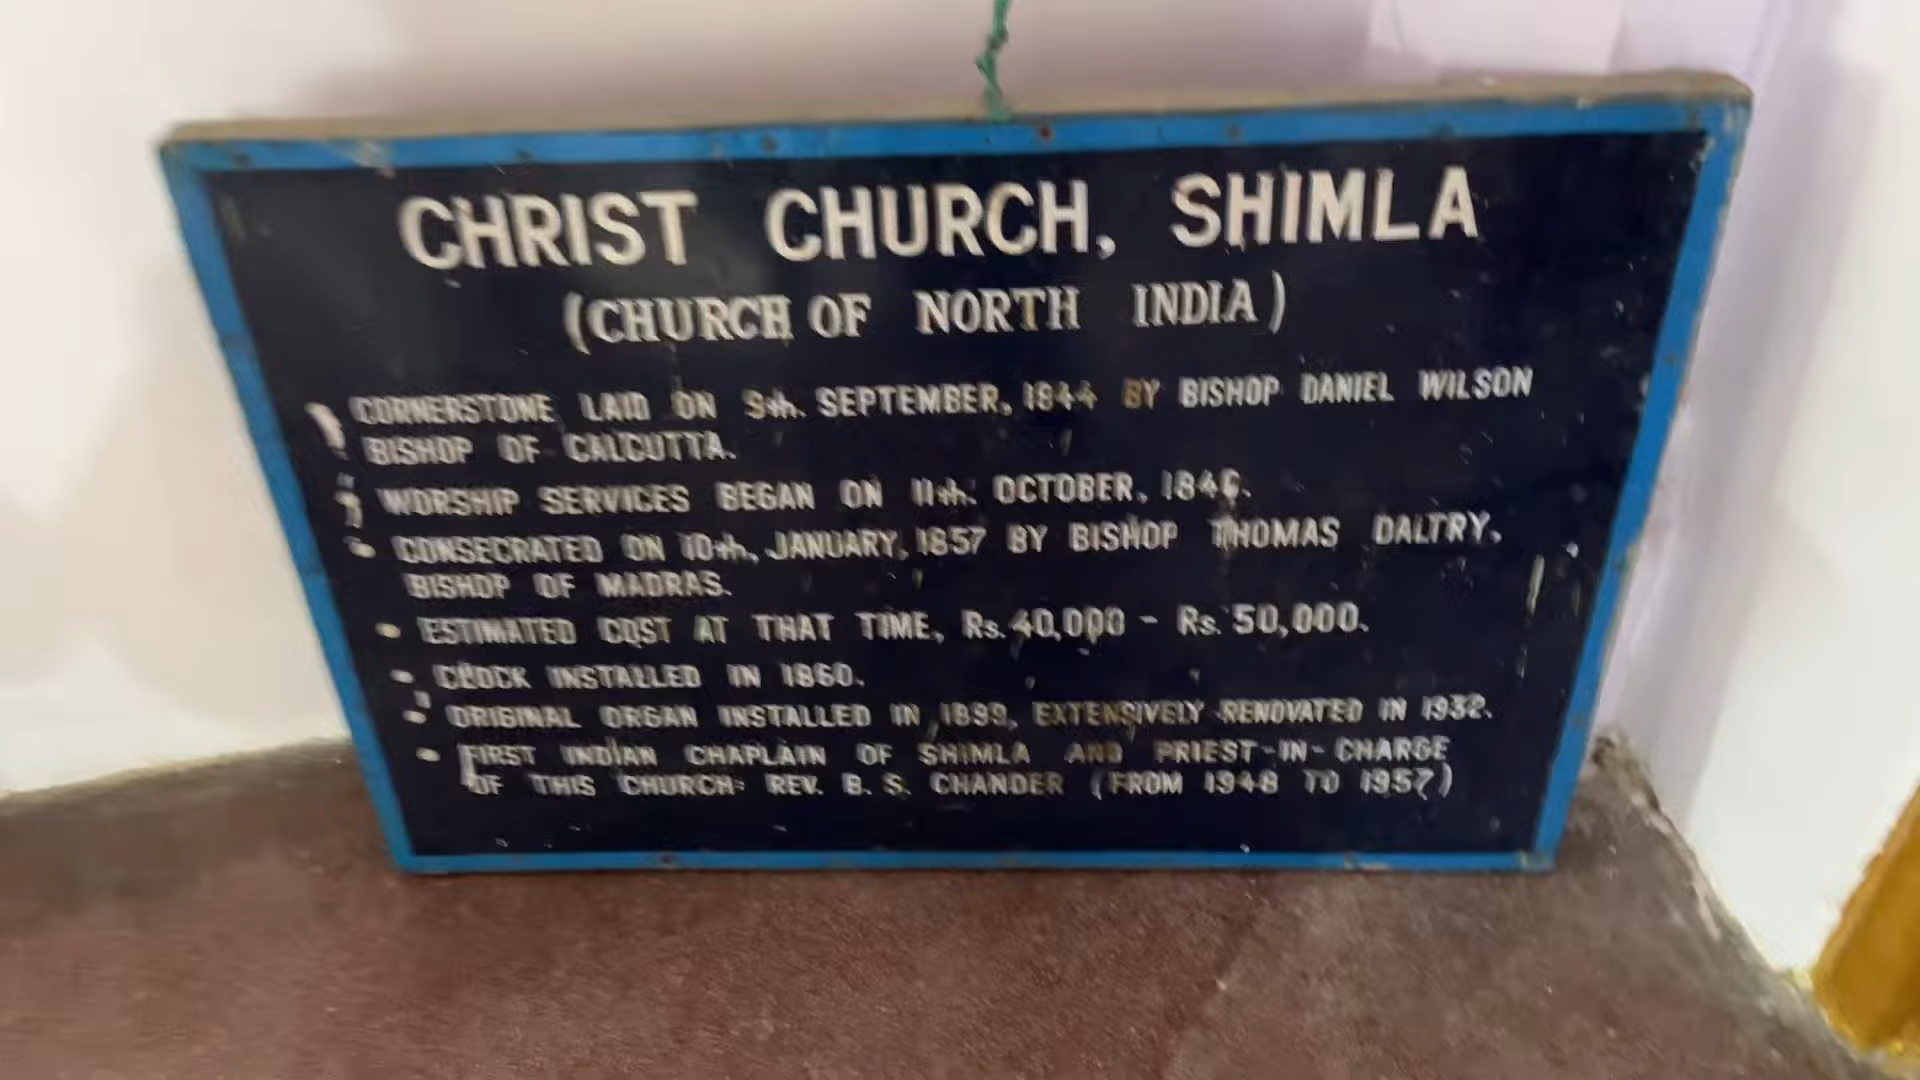 CHRIST CHURCH, SHIMLA
(CHURCH OF NORTH INDIA)
CORNERSTONE LAID ON 9th. SEPTEMBER, 1844 BY BISHOP DANIEL WILSON
BISHOP OF CALCUTTA.
WORSHIP SERVICES BEGAN ON 11th. OCTOBER, 1846.
- CONSECRATED ON 10th, JANUARY, 1857 BY BISHOP THOMAS DALTRY,
BISHOP OF MADRAS.
- ESTIMATED COST AT THAT TIME, Rs. 40,000 - Rs. 50,000.
- CLOCK INSTALLED IN 1860.
- ORIGINAL ORGAN INSTALLED IN 1899, EXTENSIVELY RENOVATED IN 1932.
- FIRST INDIAN CHAPLAIN OF SHIMLA AND PRIEST-IN-CHARGE
OF THIS CHURCH: REV. B. S. CHANDER (FROM 1948 TO 1957)